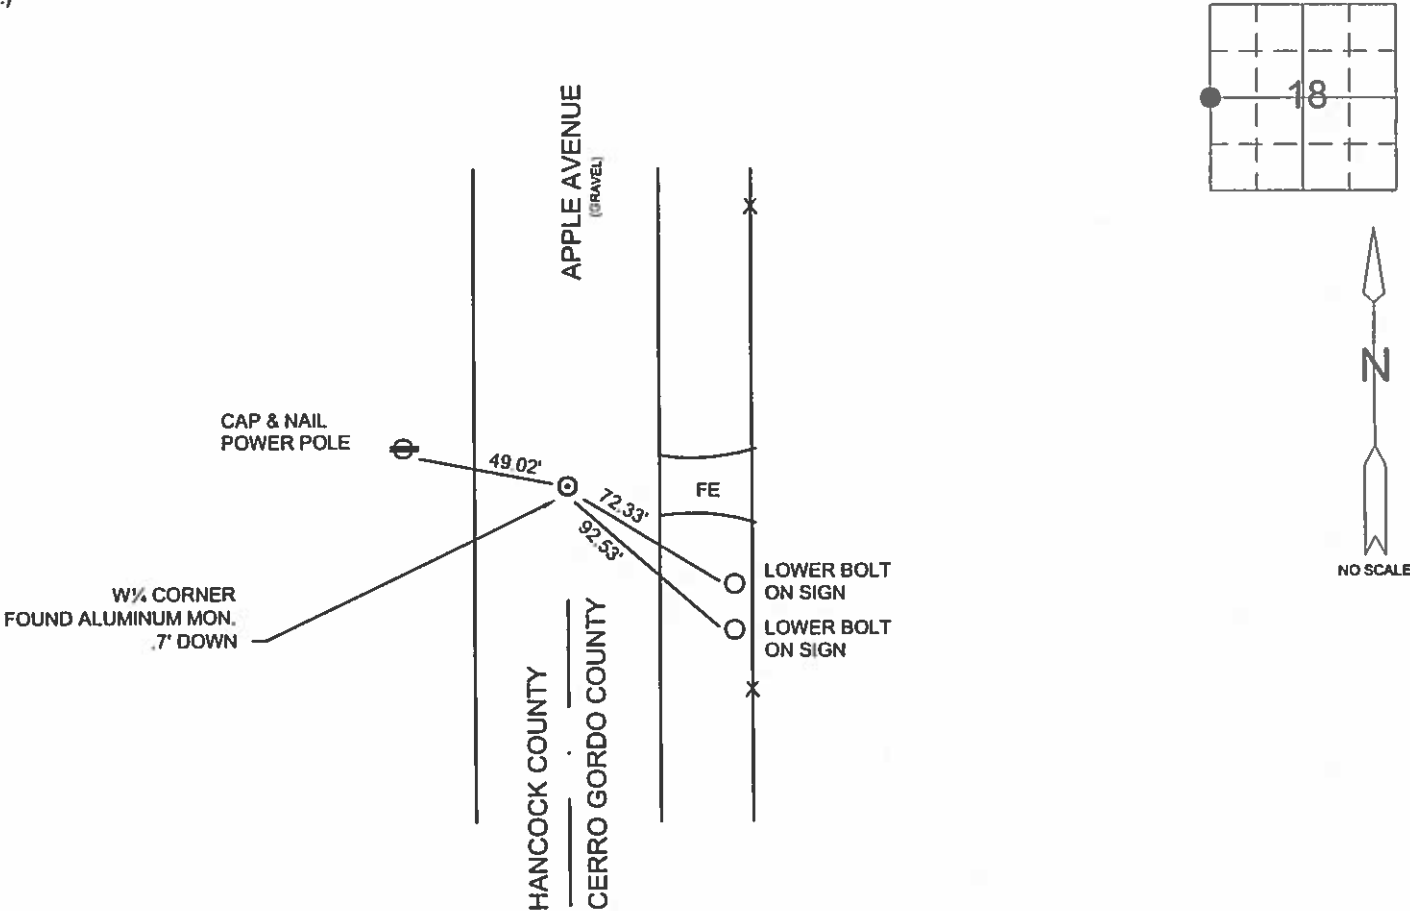 18
APPLE AVENUE
(GRAVEL)
N
NO SCALE
CAP & NAIL
POWER POLE
49.02'
72.33'
92.53'
FE
LOWER BOLT
ON SIGN
LOWER BOLT
ON SIGN
W¼ CORNER
FOUND ALUMINUM MON.
.7' DOWN
HANCOCK COUNTY
CERRO GORDO COUNTY